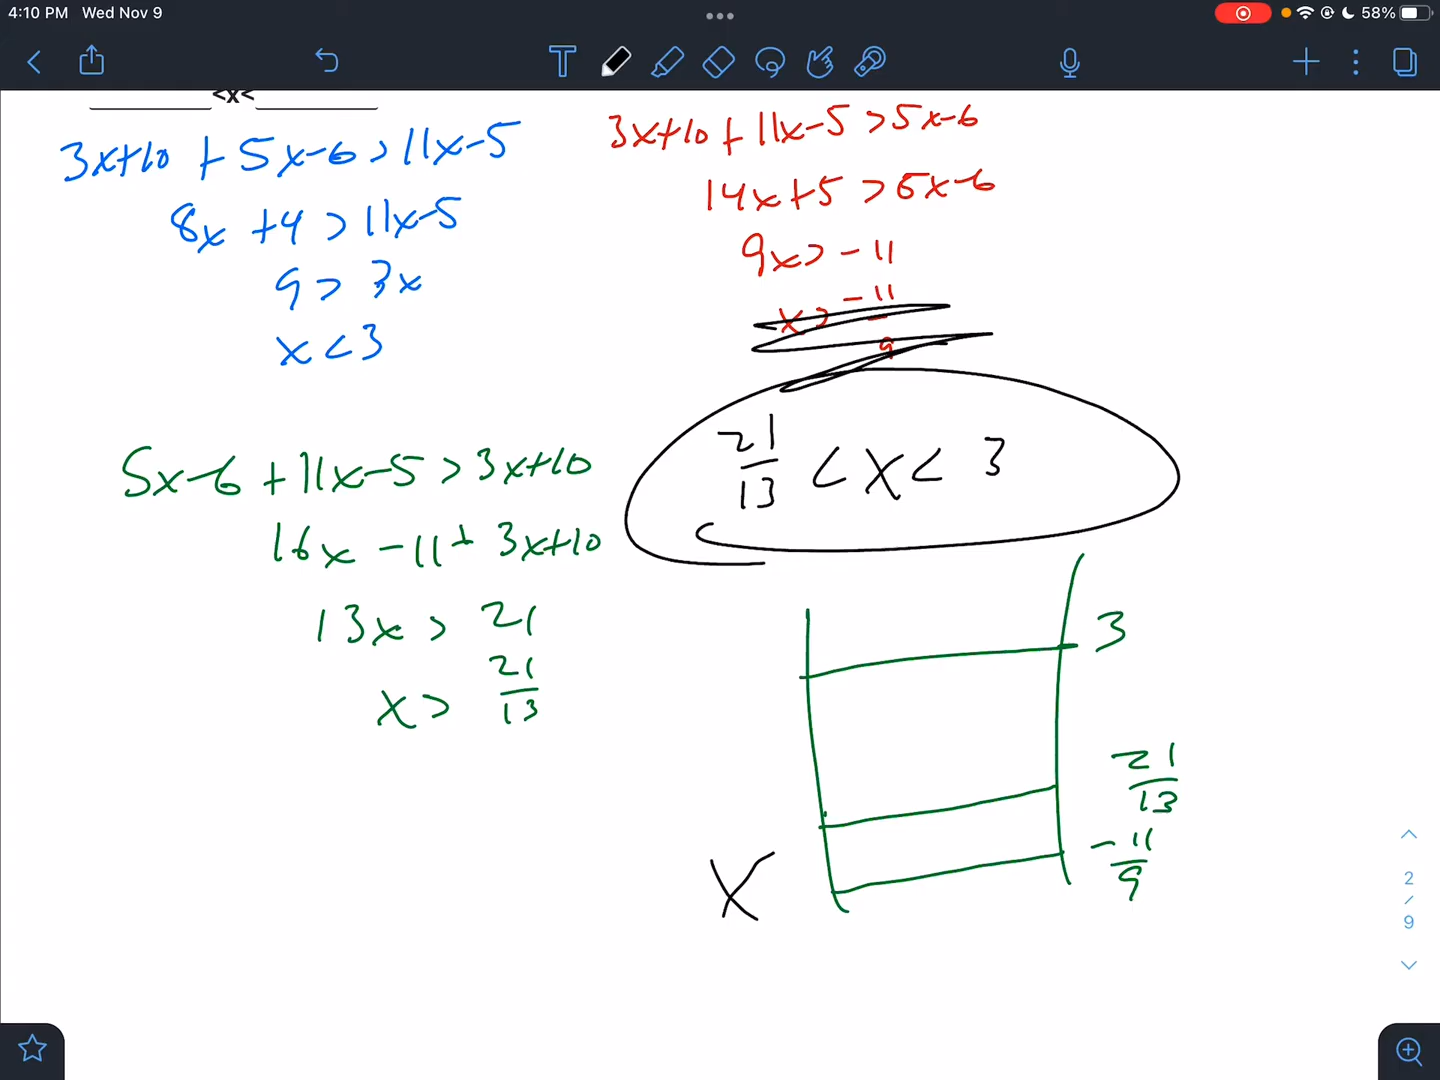 4:10 PM Wed Nov 9
58%
T
<x<
3x+10 + 5x-6 > 11x-5
8x +4 > 11x-5
9 > 3x
x < 3
3x+10 + 11x-5 > 5x-6
14x+5 > 5x-6
9x > -11
x > -11/9
21/13 < x < 3
5x-6 + 11x-5 > 3x+10
16x -11 > 3x+10
13x > 21
x > 21/13
3
21/13
-11/9
X
2
/
9